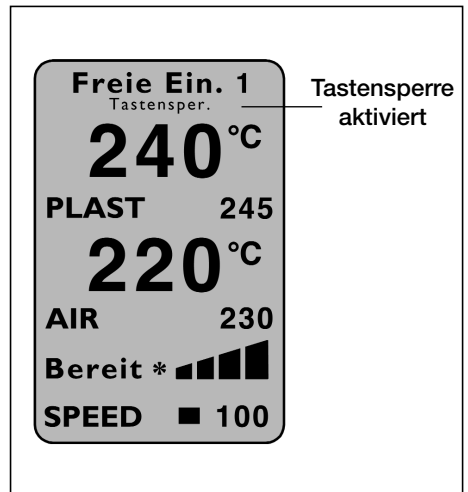 Freie Ein. 1
Tastensper.
240°C
PLAST 245
220°C
AIR 230
Bereit *
SPEED ■ 100
Tastensperre
aktiviert